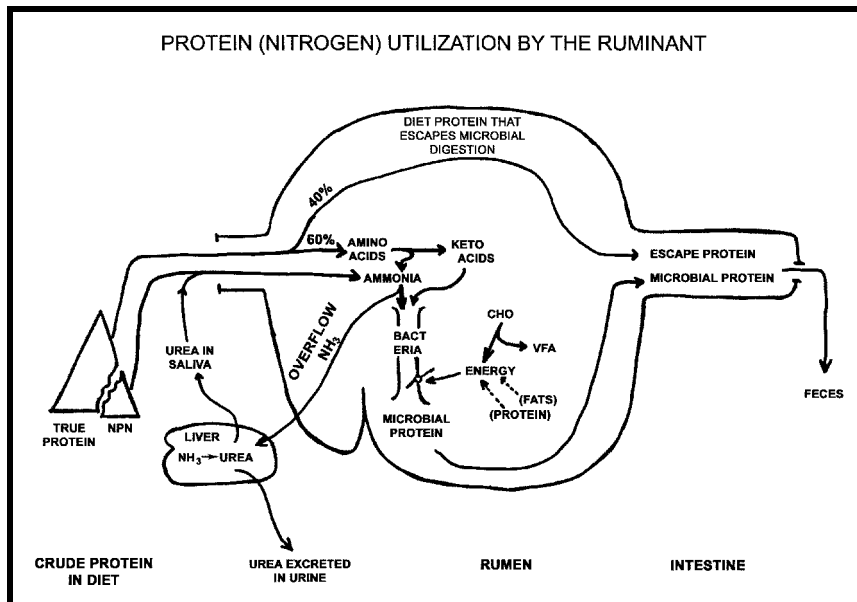 PROTEIN (NITROGEN) UTILIZATION BY THE RUMINANT
DIET PROTEIN THAT
ESCAPES MICROBIAL
DIGESTION
40%
60%
AMINO
ACIDS
KETO
ACIDS
AMMONIA
ESCAPE PROTEIN
MICROBIAL PROTEIN
OVERFLOW
NH₃
BACT
ERIA
CHO
VFA
ENERGY
(FATS)
(PROTEIN)
MICROBIAL
PROTEIN
UREA IN
SALIVA
FECES
TRUE
PROTEIN
NPN
LIVER
NH₃→UREA
CRUDE PROTEIN
IN DIET
UREA EXCRETED
IN URINE
RUMEN
INTESTINE